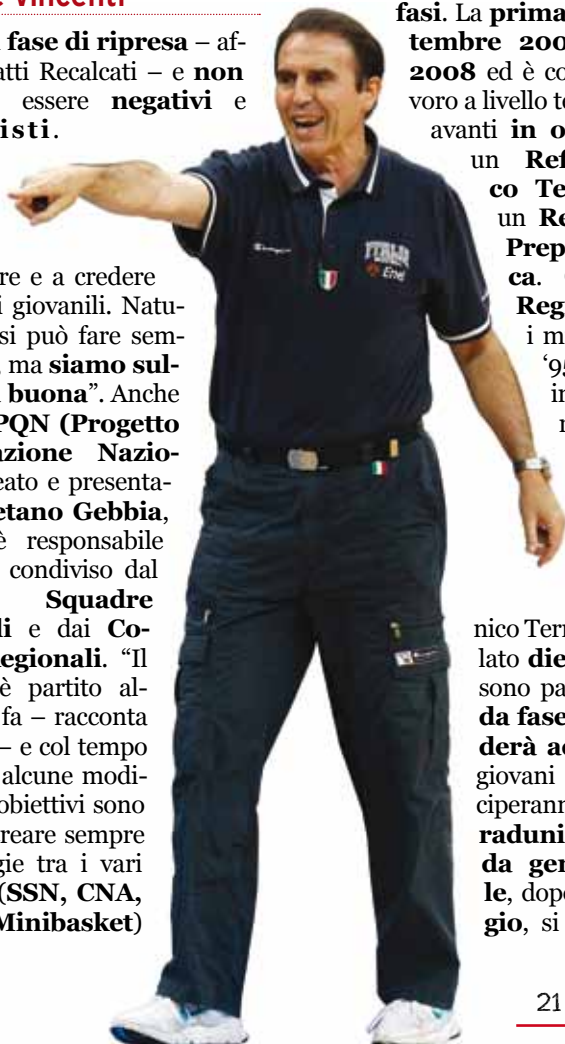 e vincenti
fase di ripresa – af-
atti Recalcati – e non
essere negativi e
isti.
re e a credere
i giovanili. Natu-
si può fare sem-
, ma siamo sul-
buona”. Anche
PQN (Progetto
azione Nazio-
eato e presenta-
etano Gebbia,
è responsabile
condiviso dal
Squadre
li e dai Co-
egionali. “Il
è partito al-
fa – racconta
– e col tempo
alcune modi-
obiettivi sono
creare sempre
gie tra i vari
(SSN, CNA,
Minibasket)
fasi. La prima
tembre 200
2008 ed è co
voro a livello te
avanti in o
un Ref
co Te
un Re
Prep
ca.
Reg
i m
‘95
in
nico Terr
lato die
sono pa
da fase
derà ac
giovani
ciperann
raduni
da gen
le, dopo
gio, si
ITALIA
Enel
21